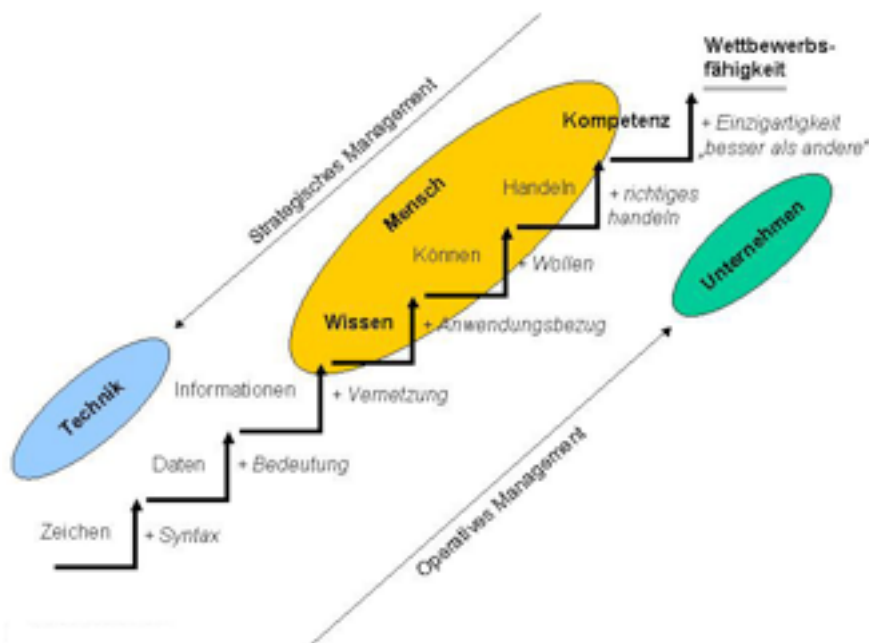 Wettbewerbs-
fähigkeit
Kompetenz
+ Einzigartigkeit
„besser als andere“
Strategisches Management
Mensch
Handeln
+ richtiges
handeln
Unternehmen
Können
+ Wollen
Wissen
+ Anwendungsbezug
Technik
Informationen
+ Vernetzung
Daten
+ Bedeutung
Operatives Management
Zeichen
+ Syntax